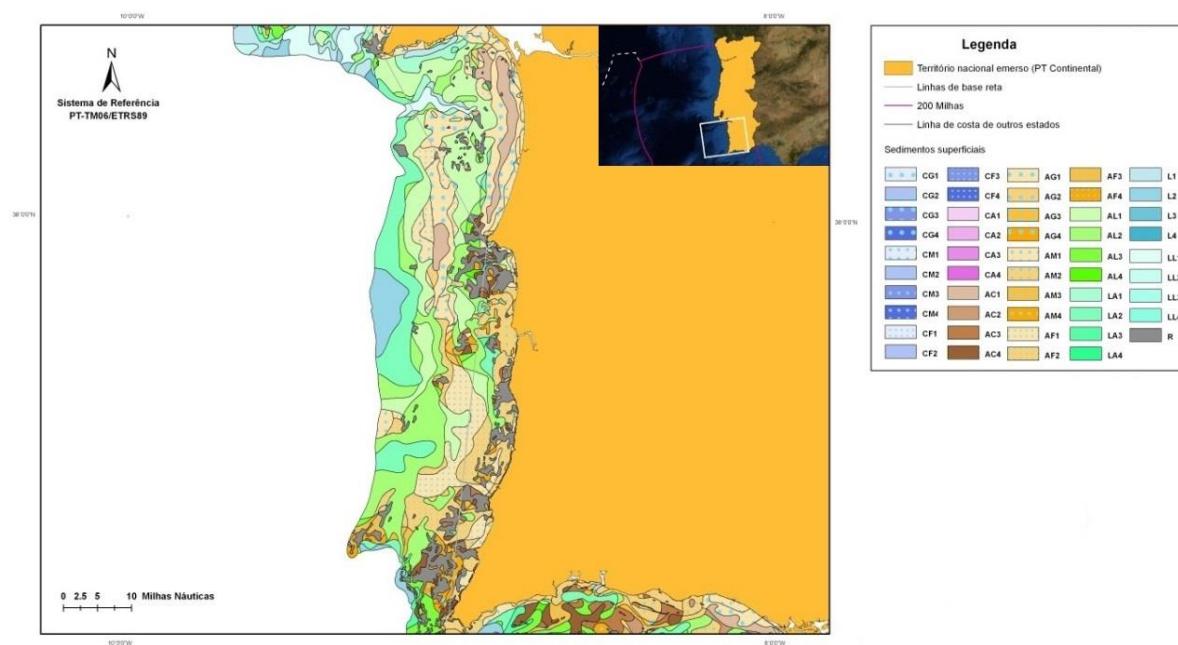 10°0'0"W
8°0'0"W
N
Sistema de Referência
PT-TM06/ETRS89
38°0'0"N
38°0'0"N
0 2.5 5 10 Milhas Náuticas
10°0'0"W
8°0'0"W
Legenda
Território nacional emerso (PT Continental)
Linhas de base reta
200 Milhas
Linha de costa de outros estados
Sedimentos superficiais
CG1 CF3 AG1 AF3 L1
CG2 CF4 AG2 AF4 L2
CG3 CA1 AG3 AL1 L3
CG4 CA2 AG4 AL2 L4
CM1 CA3 AM1 AL3
CM2 CA4 AM2 AL4
CM3 AC1 AM3 LA1
CM4 AC2 AM4 LA2
CF1 AC3 AF1 LA3 R
CF2 AC4 AF2 LA4